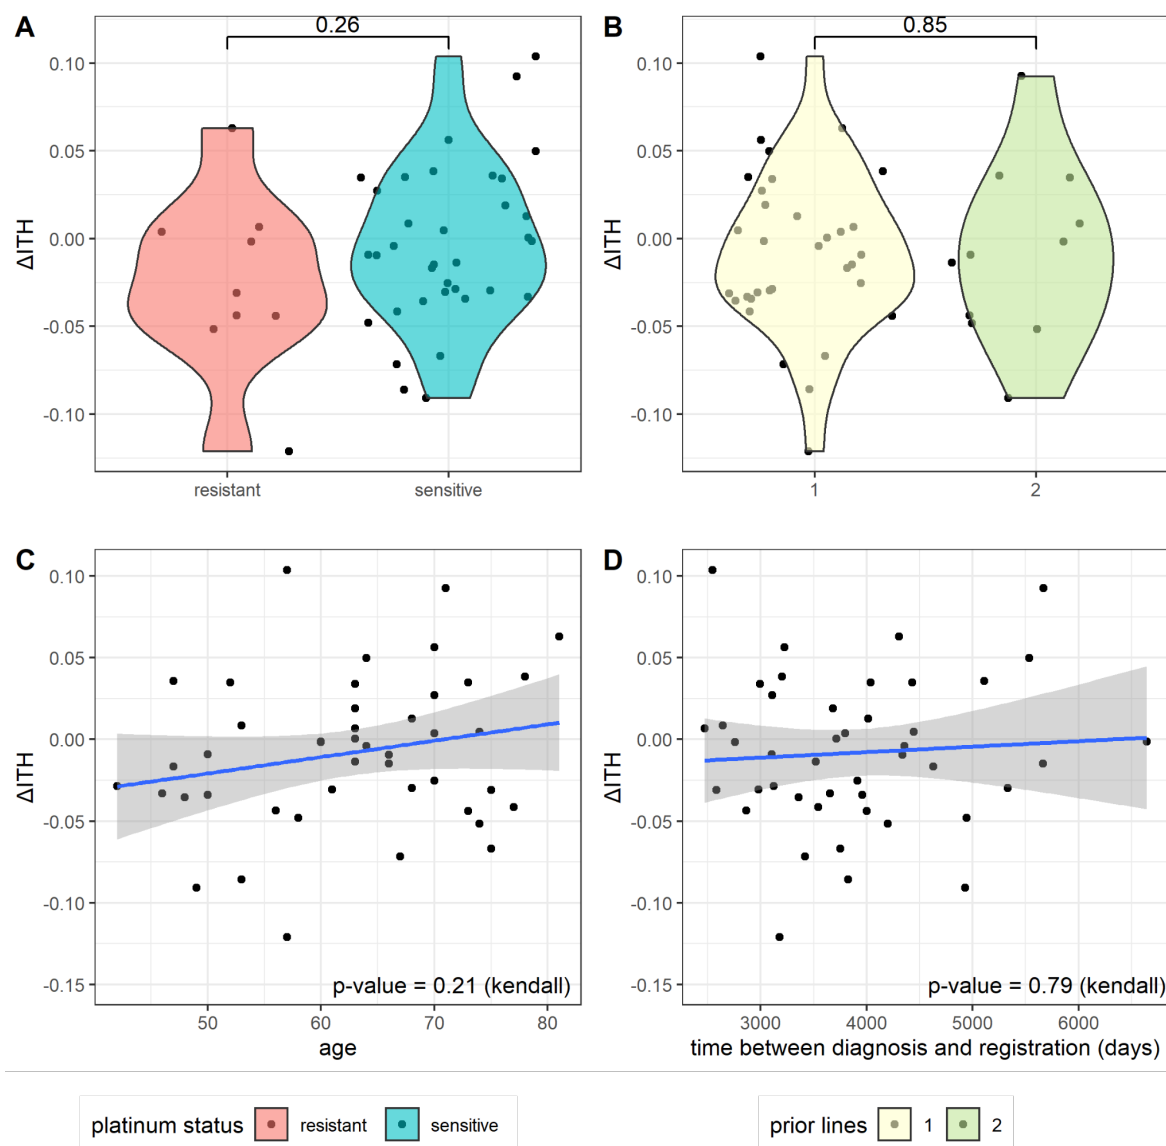 A
0.26
0.10
0.05
0.00
-0.05
-0.10
ΔITH
resistant
sensitive
B
0.85
0.10
0.05
0.00
-0.05
-0.10
ΔITH
1
2
C
0.10
0.05
0.00
-0.05
-0.10
-0.15
ΔITH
p-value = 0.21 (kendall)
50
60
70
80
age
D
0.10
0.05
0.00
-0.05
-0.10
-0.15
ΔITH
p-value = 0.79 (kendall)
3000
4000
5000
6000
time between diagnosis and registration (days)
platinum status
resistant
sensitive
prior lines
1
2